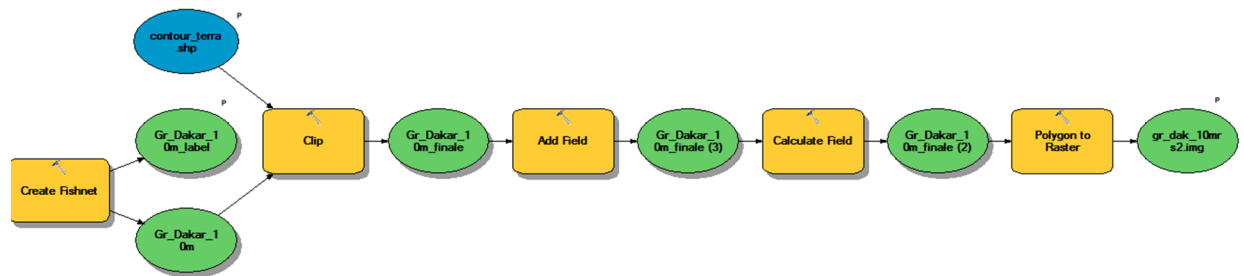 P
contour_terra
.shp
P
Gr_Dakar_1
0m_label
Create Fishnet
Gr_Dakar_1
0m
Clip
Gr_Dakar_1
0m_finale
Add Field
Gr_Dakar_1
0m_finale (3)
Calculate Field
Gr_Dakar_1
0m_finale (2)
Polygon to
Raster
P
gr_dak_10mr
s2.img